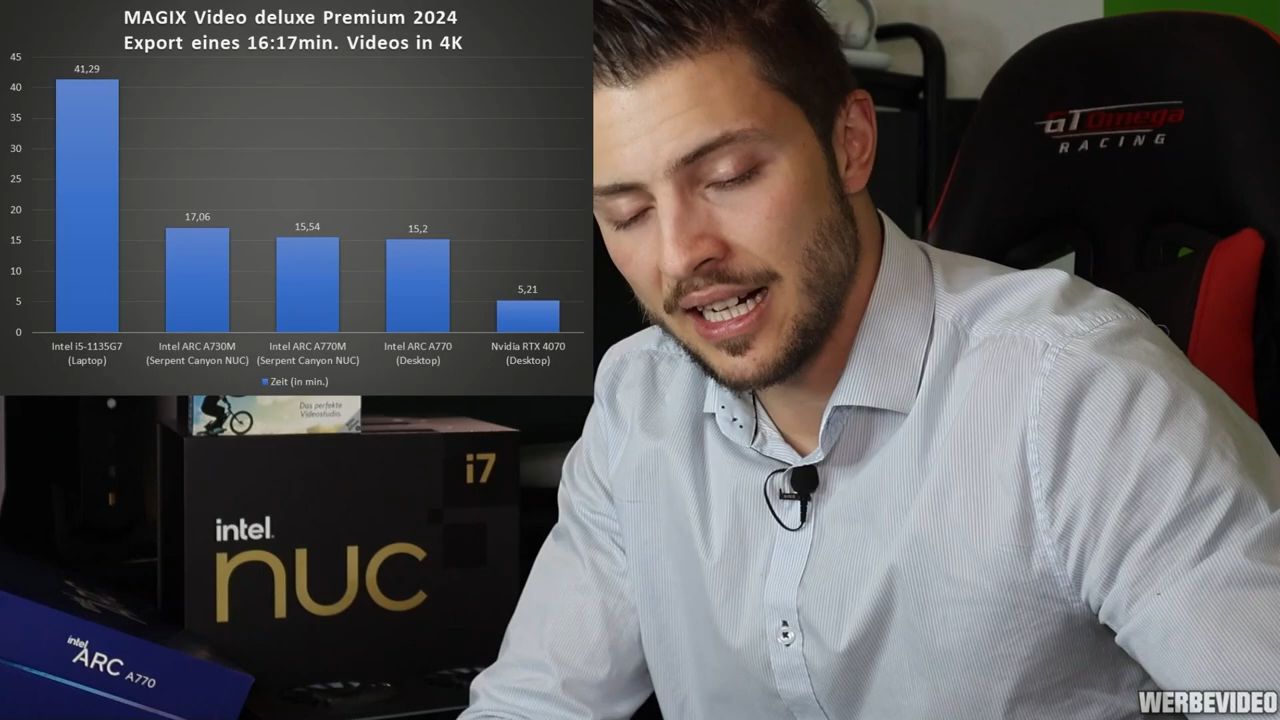 MAGIX Video deluxe Premium 2024
Export eines 16:17min. Videos in 4K
45
40
35
30
25
20
15
10
5
0
41,29
17,06
15,54
15,2
5,21
Intel i5-1135G7
(Laptop)
Intel ARC A730M
(Serpent Canyon NUC)
Intel ARC A770M
(Serpent Canyon NUC)
Intel ARC A770
(Desktop)
Nvidia RTX 4070
(Desktop)
Zeit (in min.)
GT Omega
RACING
Das perfekte
Videostudio.
i7
intel
nuc
intel
ARC A770
WERBEVIDEO